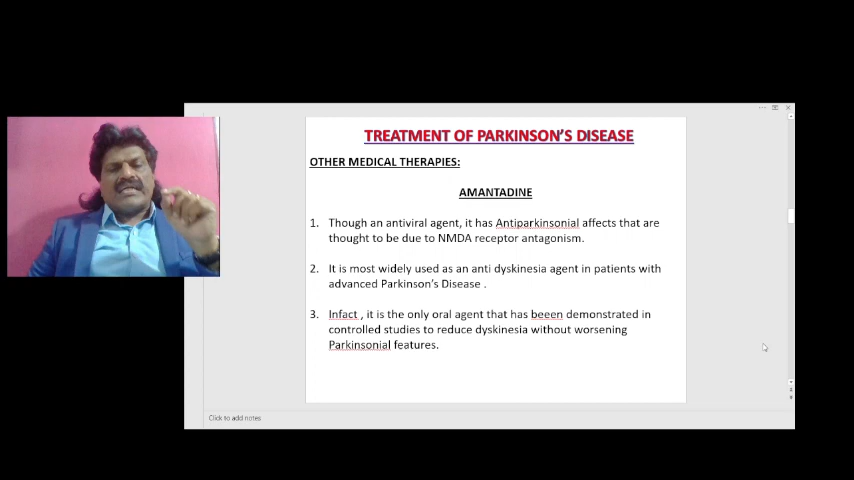 TREATMENT OF PARKINSON'S DISEASE
OTHER MEDICAL THERAPIES:
AMANTADINE
1. Though an antiviral agent, it has Antiparkinsonial affects that are
thought to be due to NMDA receptor antagonism.
2. It is most widely used as an anti dyskinesia agent in patients with
advanced Parkinson's Disease .
3. Infact , it is the only oral agent that has beeen demonstrated in
controlled studies to reduce dyskinesia without worsening
Parkinsonial features.
Click to add notes